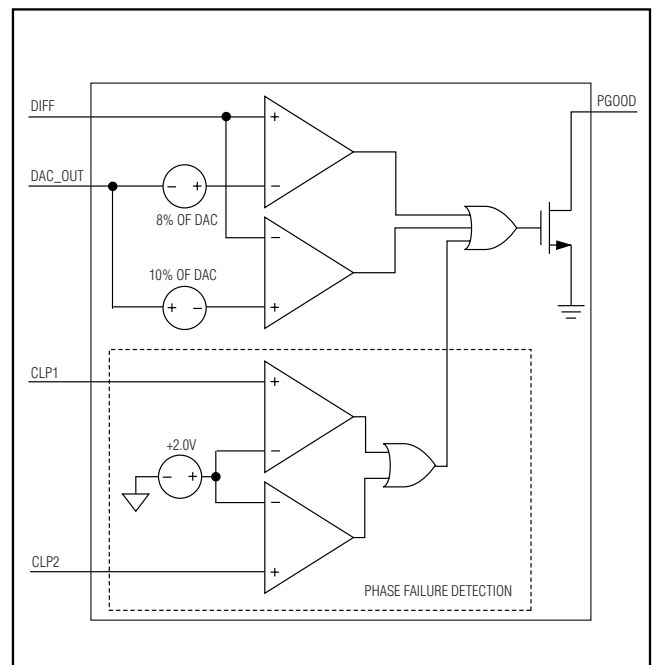 DIFF
PGOOD
+
DAC_OUT
- +
-
8% OF DAC
-
10% OF DAC
+ -
+
CLP1
+
+2.0V
-
- +
-
CLP2
+
PHASE FAILURE DETECTION